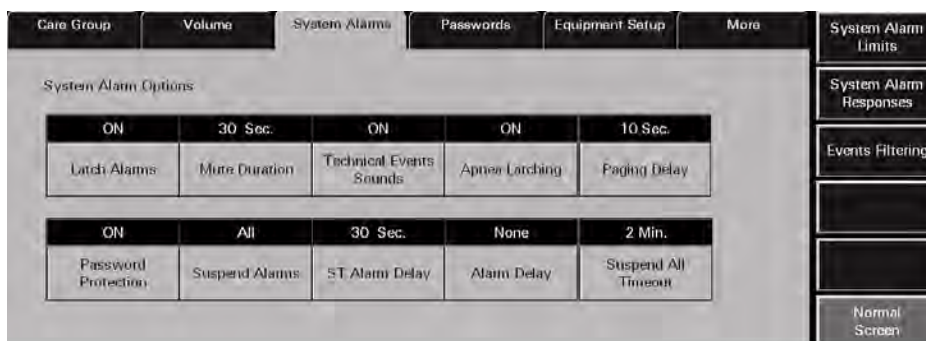 Care Group Volume System Alarms Passwords Equipment Setup More
System Alarm Limits
System Alarm Options
System Alarm Responses
ON 30 Sec. ON ON 10 Sec.
Latch Alarms Mute Duration Technical Events Sounds Apnea Latching Paging Delay
Events Filtering
ON All 30 Sec. None 2 Min.
Password Protection Suspend Alarms ST Alarm Delay Alarm Delay Suspend All Timeout
Normal Screen